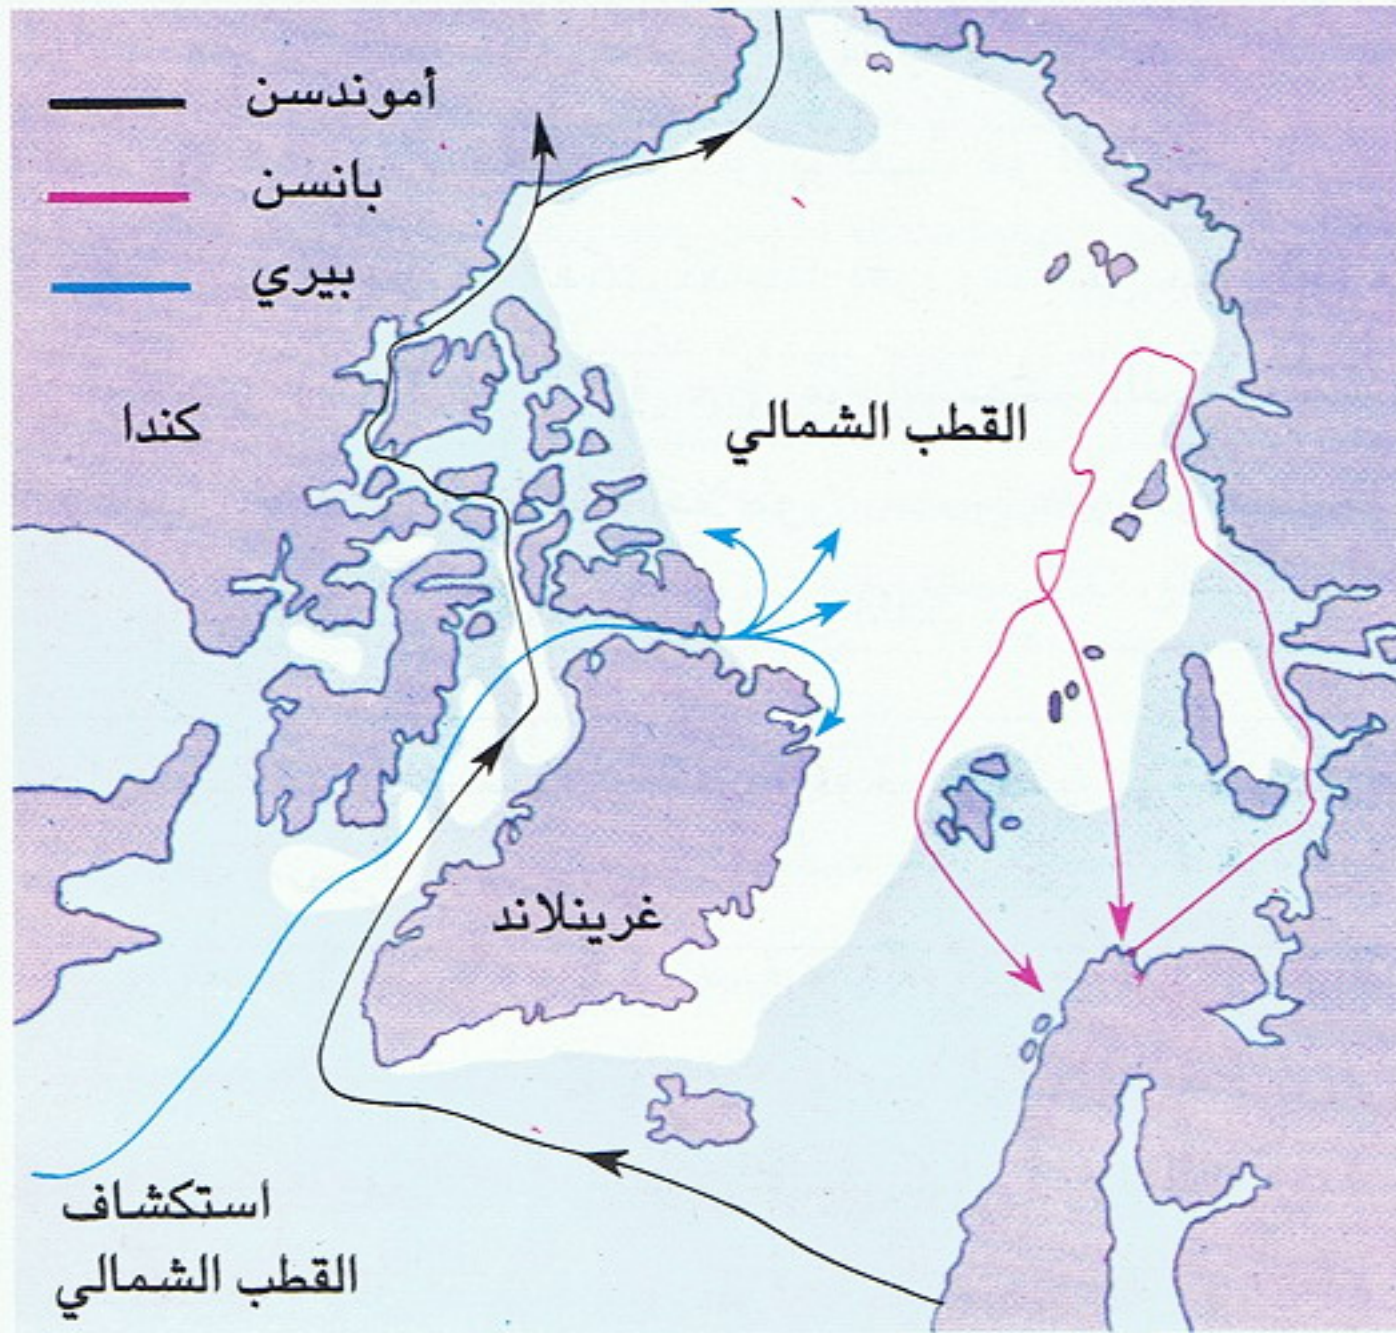 أموندسن
بانسن
بيري
كندا
القطب الشمالي
غرينلاند
استكشاف
القطب الشمالي